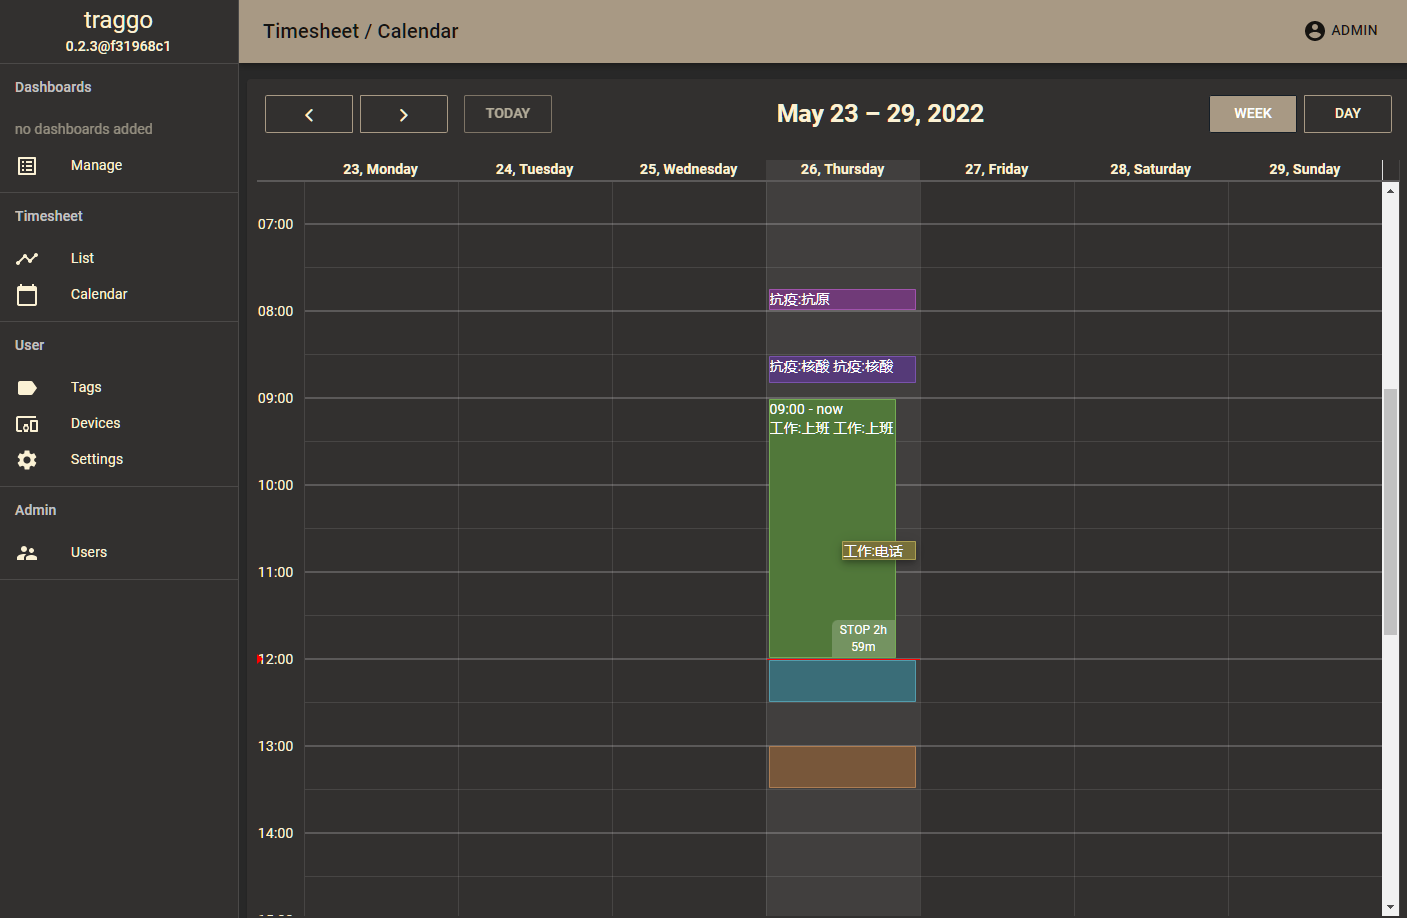 traggo
0.2.3@f31968c1
Dashboards
no dashboards added
Manage
Timesheet
List
Calendar
User
Tags
Devices
Settings
Admin
Users
Timesheet / Calendar
ADMIN
TODAY
May 23 – 29, 2022
WEEK
DAY
23, Monday
24, Tuesday
25, Wednesday
26, Thursday
27, Friday
28, Saturday
29, Sunday
07:00
抗疫:抗原
08:00
抗疫:核酸 抗疫:核酸
09:00
09:00 - now
工作:上班 工作:上班
10:00
工作:电话
11:00
STOP 2h
59m
12:00
13:00
14:00